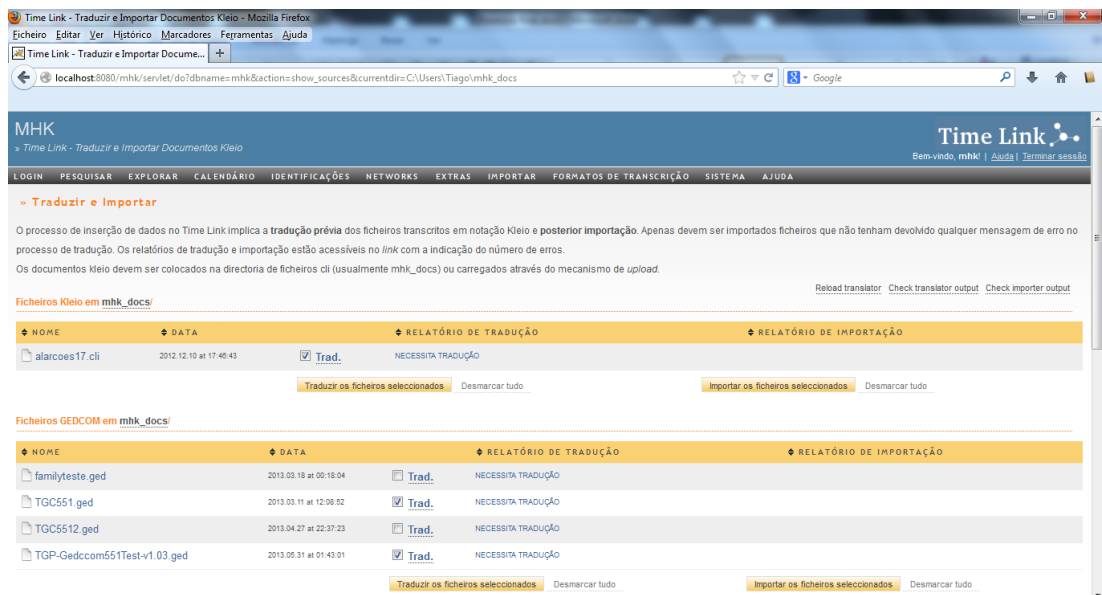 Time Link - Traduzir e Importar Documentos Kleio - Mozilla Firefox
Ficheiro Editar Ver Histórico Marcadores Ferramentas Ajuda
Time Link - Traduzir e Importar Docume... +
localhost:8080/mhk/servlet/do?dbname=mhk&action=show_sources&currentdir=C:\Users\Tiago\mhk_docs
Google
MHK
» Time Link - Traduzir e Importar Documentos Kleio
Time Link
Bem-vindo, mhk! | Ajuda | Terminar sessão
LOGIN PESQUISAR EXPLORAR CALENDÁRIO IDENTIFICAÇÕES NETWORKS EXTRAS IMPORTAR FORMATOS DE TRANSCRIÇÃO SISTEMA AJUDA
» Traduzir e Importar
O processo de inserção de dados no Time Link implica a tradução prévia dos ficheiros transcritos em notação Kleio e posterior importação. Apenas devem ser importados ficheiros que não tenham devolvido qualquer mensagem de erro no
processo de tradução. Os relatórios de tradução e importação estão acessíveis no link com a indicação do número de erros.
Os documentos kleio devem ser colocados na directoria de ficheiros cli (usualmente mhk_docs) ou carregados através do mecanismo de upload.
Reload translator Check translator output Check importer output
Ficheiros Kleio em mhk_docs/
NOME DATA RELATÓRIO DE TRADUÇÃO RELATÓRIO DE IMPORTAÇÃO
alarcoes17.cli 2012.12.10 at 17:46:43 Trad. NECESSITA TRADUÇÃO
Traduzir os ficheiros seleccionados Desmarcar tudo Importar os ficheiros seleccionados Desmarcar tudo
Ficheiros GEDCOM em mhk_docs/
NOME DATA RELATÓRIO DE TRADUÇÃO RELATÓRIO DE IMPORTAÇÃO
familyteste.ged 2013.03.18 at 00:18:04 Trad. NECESSITA TRADUÇÃO
TGC551.ged 2013.03.11 at 12:08:52 Trad. NECESSITA TRADUÇÃO
TGC5512.ged 2013.04.27 at 22:37:23 Trad. NECESSITA TRADUÇÃO
TGP-Gedccom551Test-v1.03.ged 2013.05.31 at 01:43:01 Trad. NECESSITA TRADUÇÃO
Traduzir os ficheiros seleccionados Desmarcar tudo Importar os ficheiros seleccionados Desmarcar tudo